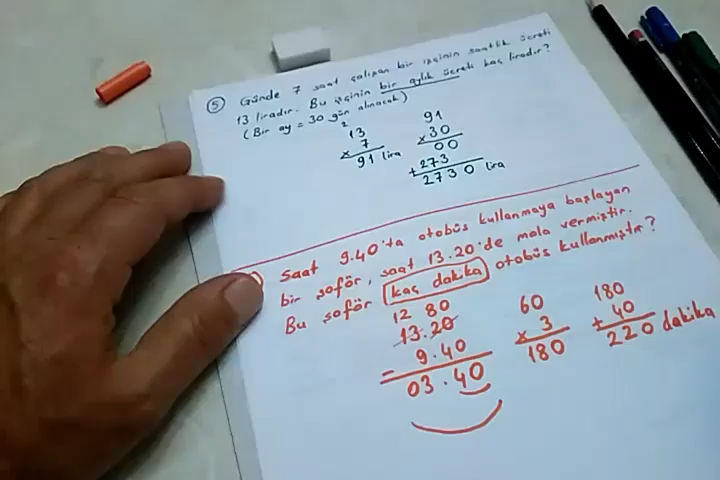 5 Günde 7 saat çalışan bir işçinin saatlik ücreti
13 liradır. Bu işçinin bir aylık ücreti kaç liradır?
(Bir ay = 30 gün alınacak)
2
13
x 7
91 lira
91
x 30
00
+ 273
2730 lira
Saat 9.40'ta otobüs kullanmaya başlayan
bir şoför, saat 13.20'de mola vermiştir.
Bu şoför kaç dakika otobüs kullanmıştır?
12 80
13.20
- 9.40
03.40
60
x 3
180
180
+ 40
220 dakika